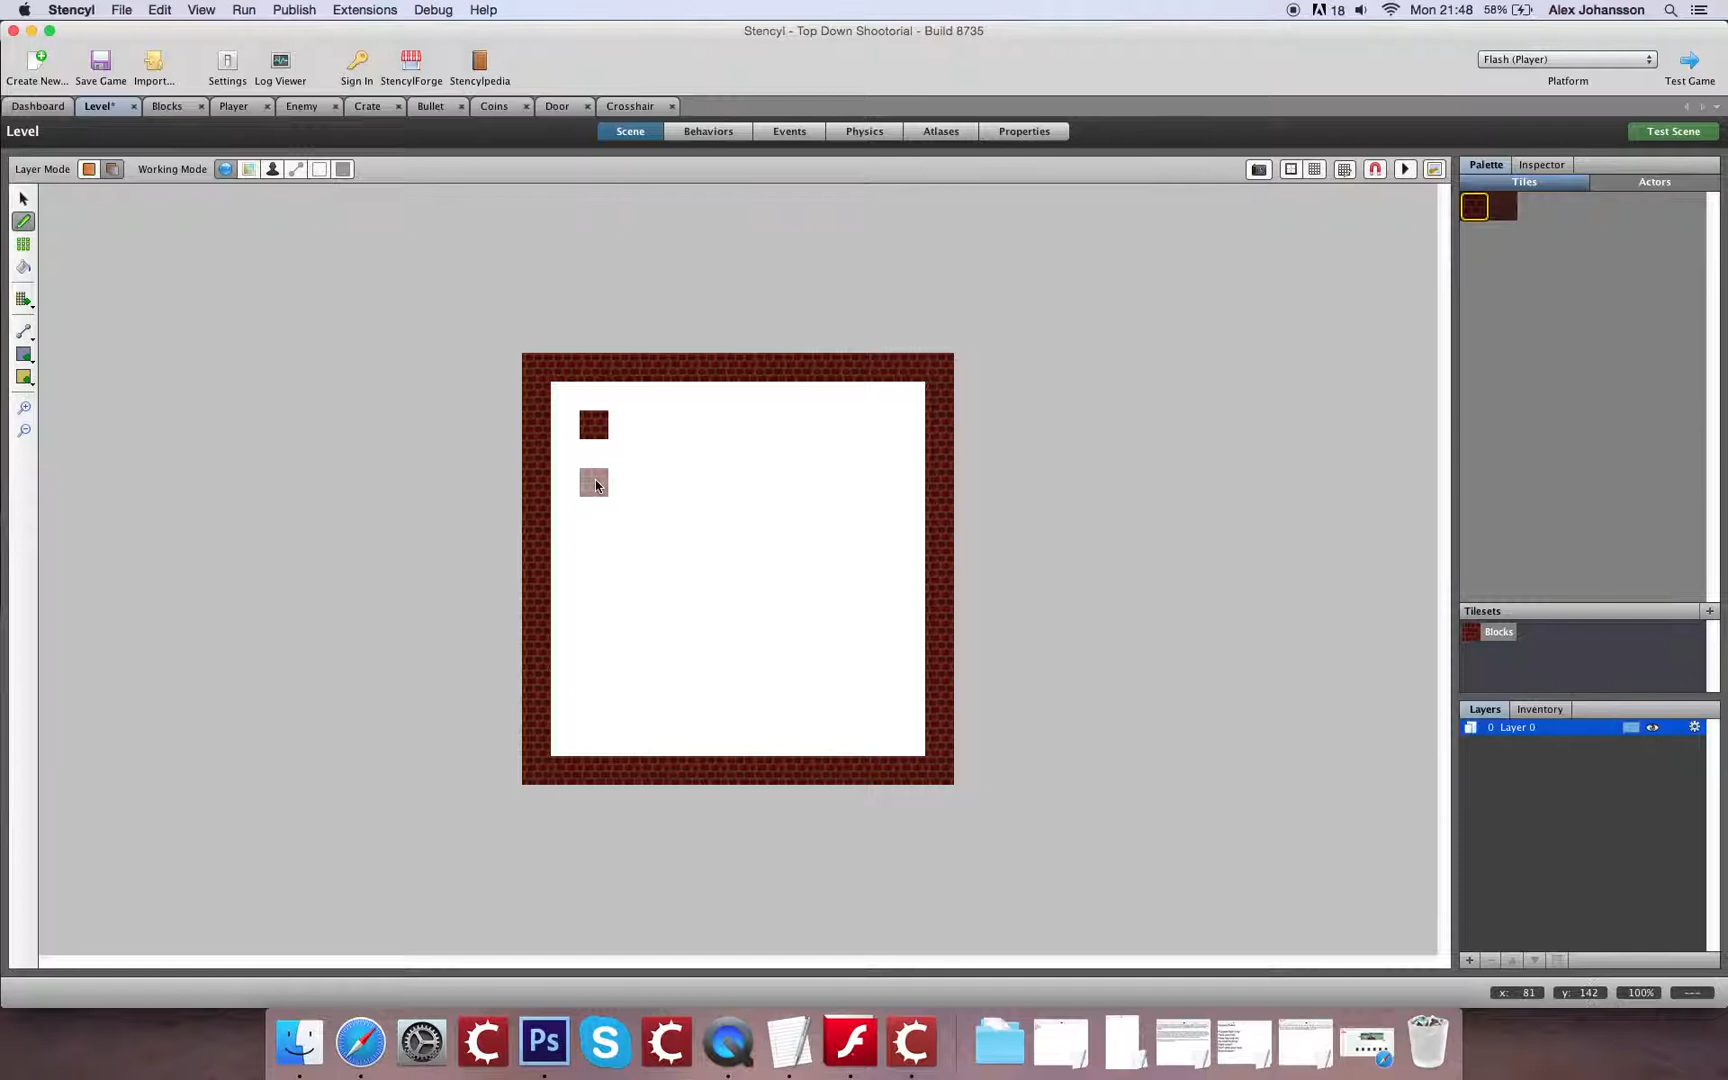 Stencyl File Edit View Run Publish Extensions Debug Help
18 Mon 21:48 58% Alex Johansson
Stencyl - Top Down Shootorial - Build 8735
Create New... Save Game Import... Settings Log Viewer Sign In StencylForge Stencylpedia
Flash (Player)
Platform Test Game
Dashboard Level* Blocks Player Enemy Crate Bullet Coins Door Crosshair
Level Scene Behaviors Events Physics Atlases Properties Test Scene
Layer Mode Working Mode
Palette Inspector
Tiles Actors
Tilesets
Blocks
Layers Inventory
0 Layer 0
x: 81 y: 142 100% ---
Ps